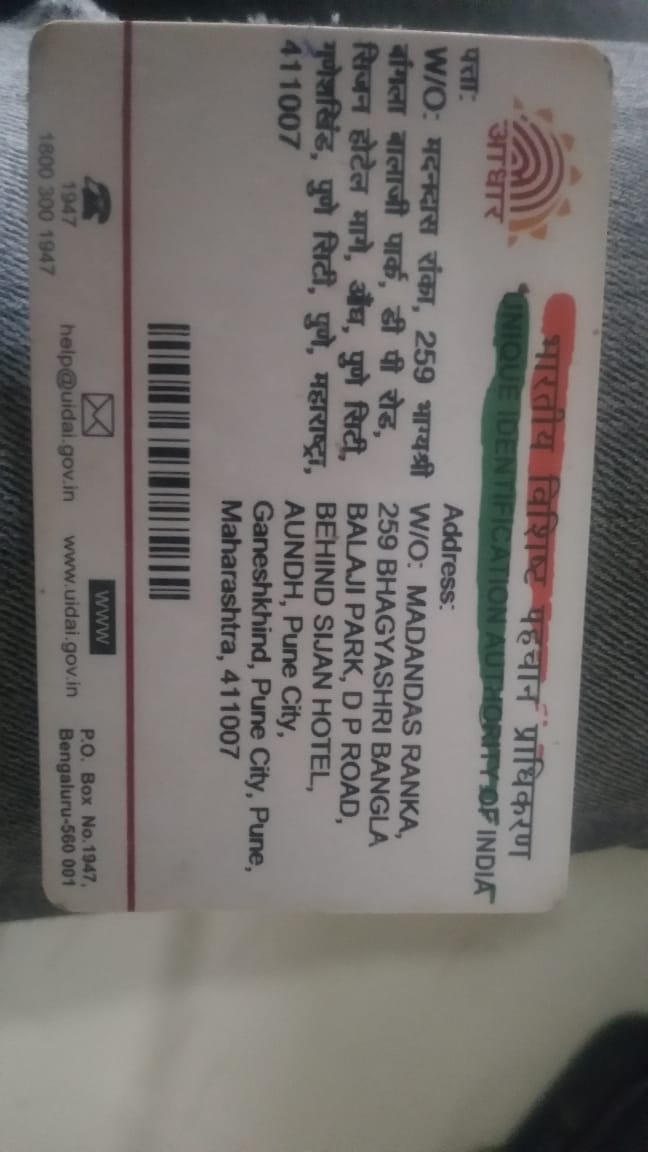 आधार
भारतीय विशिष्ट पहचान प्राधिकरण
UNIQUE IDENTIFICATION AUTHORITY OF INDIA
पत्ता:
W/O: मदनदास रांका, 259 भाग्यश्री
बांगला बालाजी पार्क, डी पी रोड,
सिजन होटेल मागे, औंध, पुणे सिटी,
गणेशखिंड, पुणे सिटी, पुणे, महाराष्ट्रा,
411007
Address:
W/O: MADANDAS RANKA,
259 BHAGYASHRI BANGLA
BALAJI PARK, D P ROAD,
BEHIND SIJAN HOTEL,
AUNDH, Pune City,
Ganeshkhind, Pune City, Pune,
Maharashtra, 411007
1947
1800 300 1947
help@uidai.gov.in
www
www.uidai.gov.in
P.O. Box No.1947,
Bengaluru-560 001